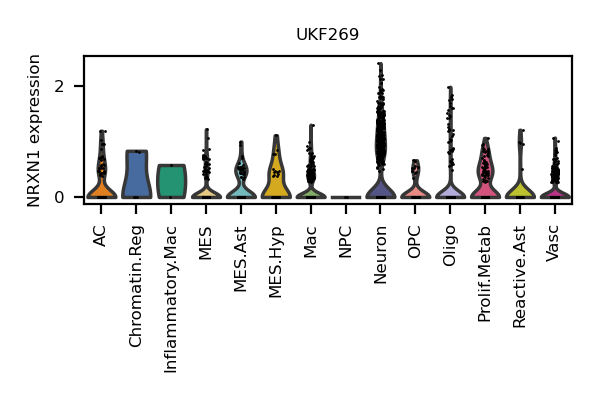 UKF269
NRXN1 expression
2
0
AC
Chromatin.Reg
Inflammatory.Mac
MES
MES.Ast
MES.Hyp
Mac
NPC
Neuron
OPC
Oligo
Prolif.Metab
Reactive.Ast
Vasc